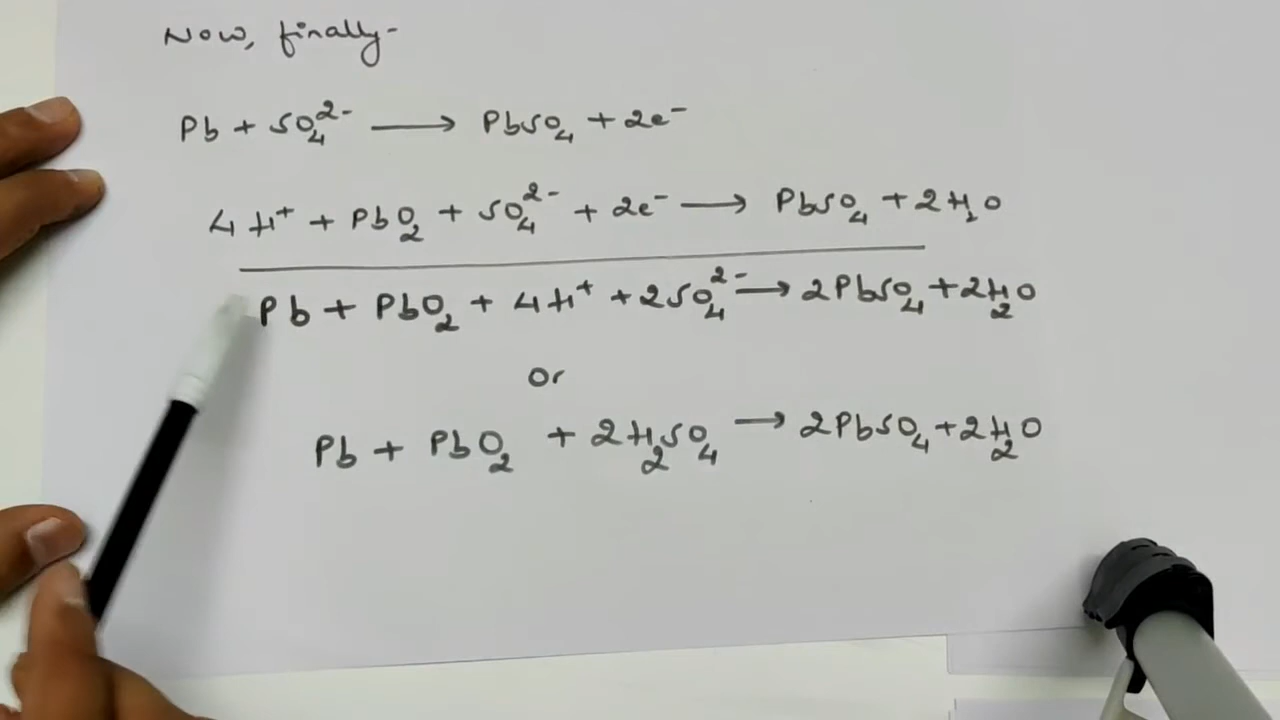 Now, finally-
Pb + SO₄²⁻ ⟶ PbSO₄ + 2e⁻
4H⁺ + PbO₂ + SO₄²⁻ + 2e⁻ ⟶ PbSO₄ + 2H₂O
Pb + PbO₂ + 4H⁺ + 2SO₄²⁻ ⟶ 2PbSO₄ + 2H₂O
or
Pb + PbO₂ + 2H₂SO₄ ⟶ 2PbSO₄ + 2H₂O